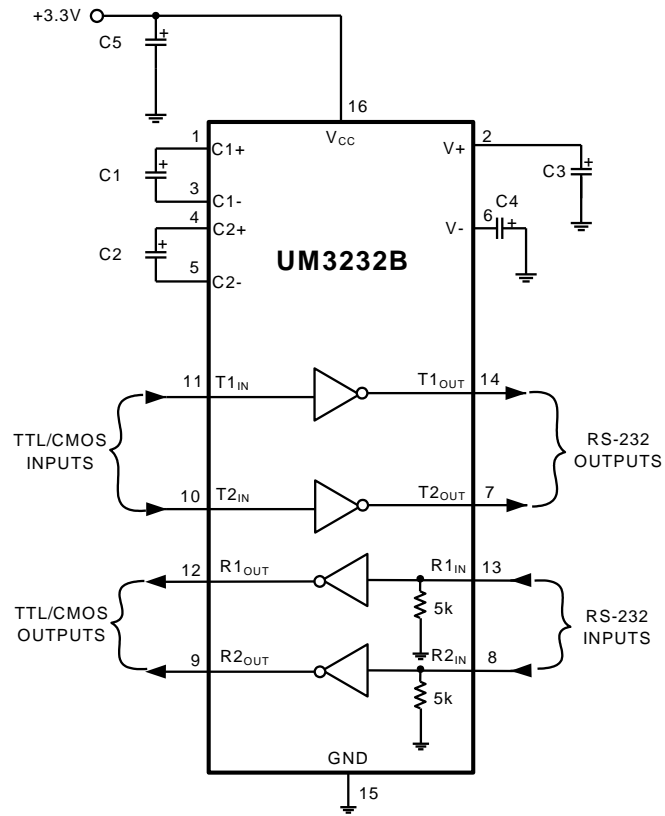 +3.3V
C5
16
VCC
1
C1+
C1
3
C1-
4
C2+
C2
5
C2-
2
V+
C3
C4
6
V-
UM3232B
11
T1IN
T1OUT
14
TTL/CMOS
INPUTS
RS-232
OUTPUTS
10
T2IN
T2OUT
7
12
R1OUT
R1IN
13
5k
TTL/CMOS
OUTPUTS
RS-232
INPUTS
9
R2OUT
R2IN
8
5k
GND
15